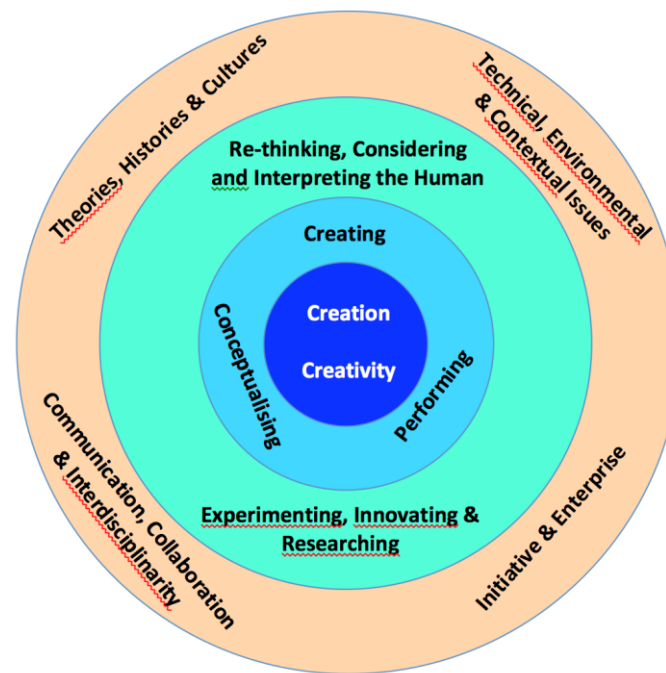 Theories, Histories & Cultures
Technical, Environmental
& Contextual Issues
Re-thinking, Considering
and Interpreting the Human
Creating
Conceptualising
Performing
Creation
Creativity
Experimenting, Innovating &
Researching
Communication, Collaboration
& Interdisciplinarity
Initiative & Enterprise